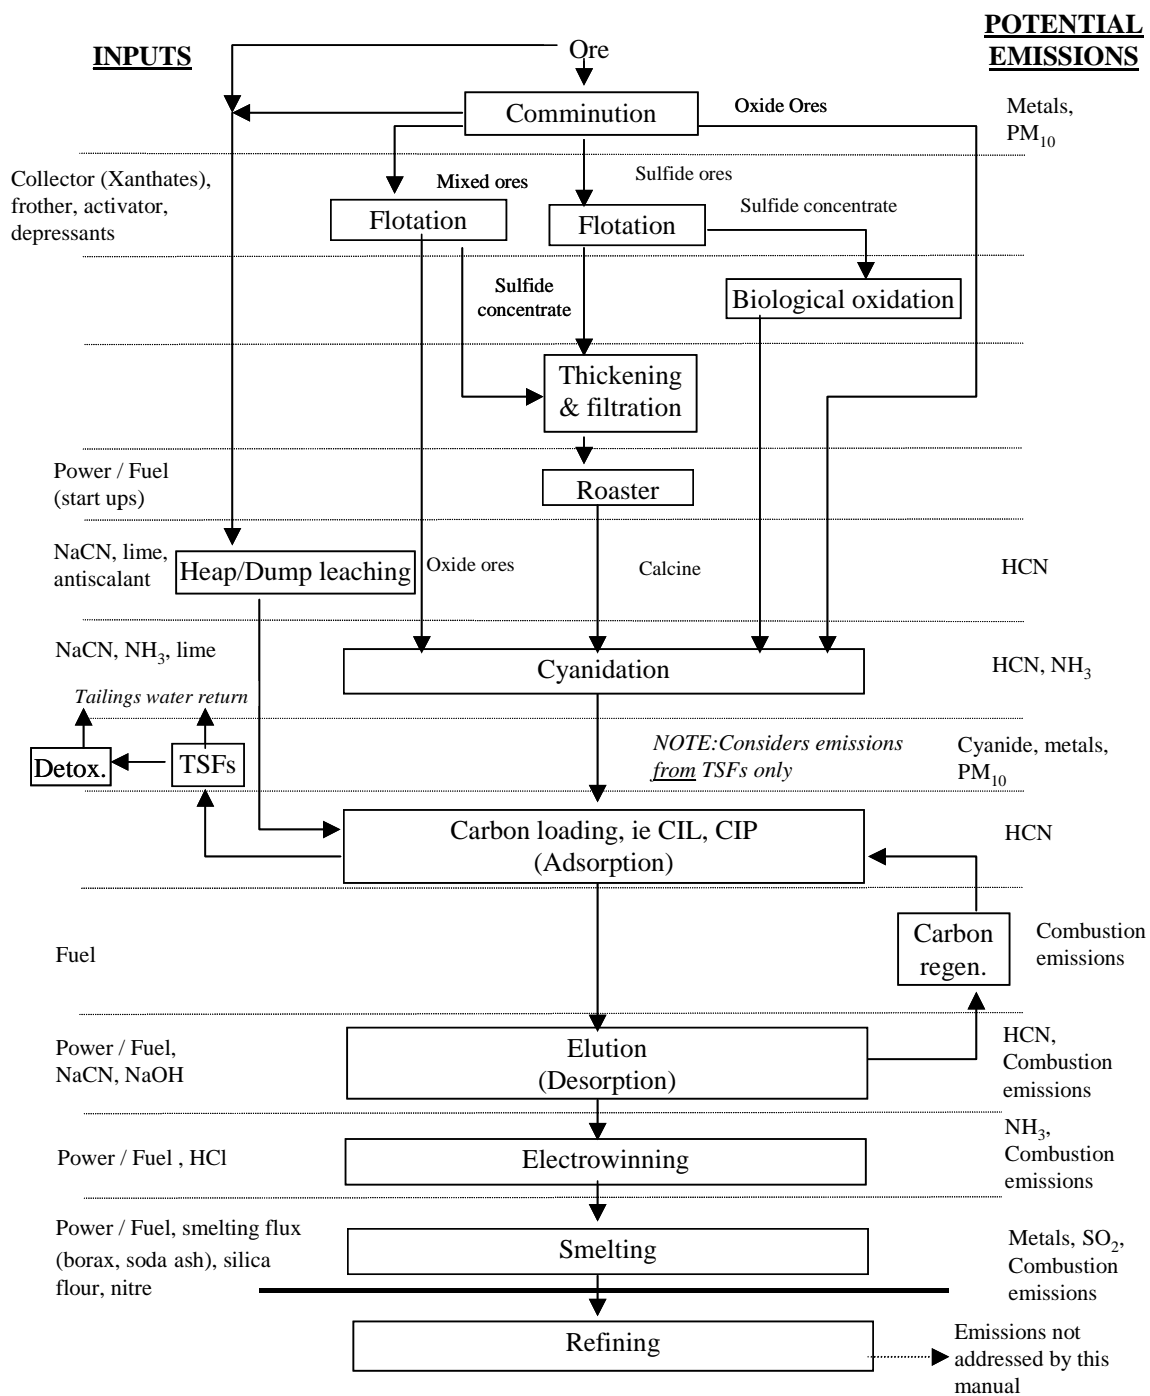 INPUTS
POTENTIAL
EMISSIONS
Ore
Comminution
Oxide Ores
Metals,
PM10
Collector (Xanthates),
frother, activator,
depressants
Mixed ores
Sulfide ores
Flotation
Flotation
Sulfide concentrate
Sulfide
concentrate
Biological oxidation
Thickening
& filtration
Power / Fuel
(start ups)
Roaster
NaCN, lime,
antiscalant
Heap/Dump leaching
Oxide ores
Calcine
HCN
NaCN, NH3, lime
Cyanidation
HCN, NH3
Tailings water return
Detox.
TSFs
NOTE:Considers emissions
from TSFs only
Cyanide, metals,
PM10
Carbon loading, ie CIL, CIP
(Adsorption)
HCN
Fuel
Carbon
regen.
Combustion
emissions
Power / Fuel,
NaCN, NaOH
Elution
(Desorption)
HCN,
Combustion
emissions
Power / Fuel , HCl
Electrowinning
NH3,
Combustion
emissions
Power / Fuel, smelting flux
(borax, soda ash), silica
flour, nitre
Smelting
Metals, SO2,
Combustion
emissions
Refining
Emissions not
addressed by this
manual